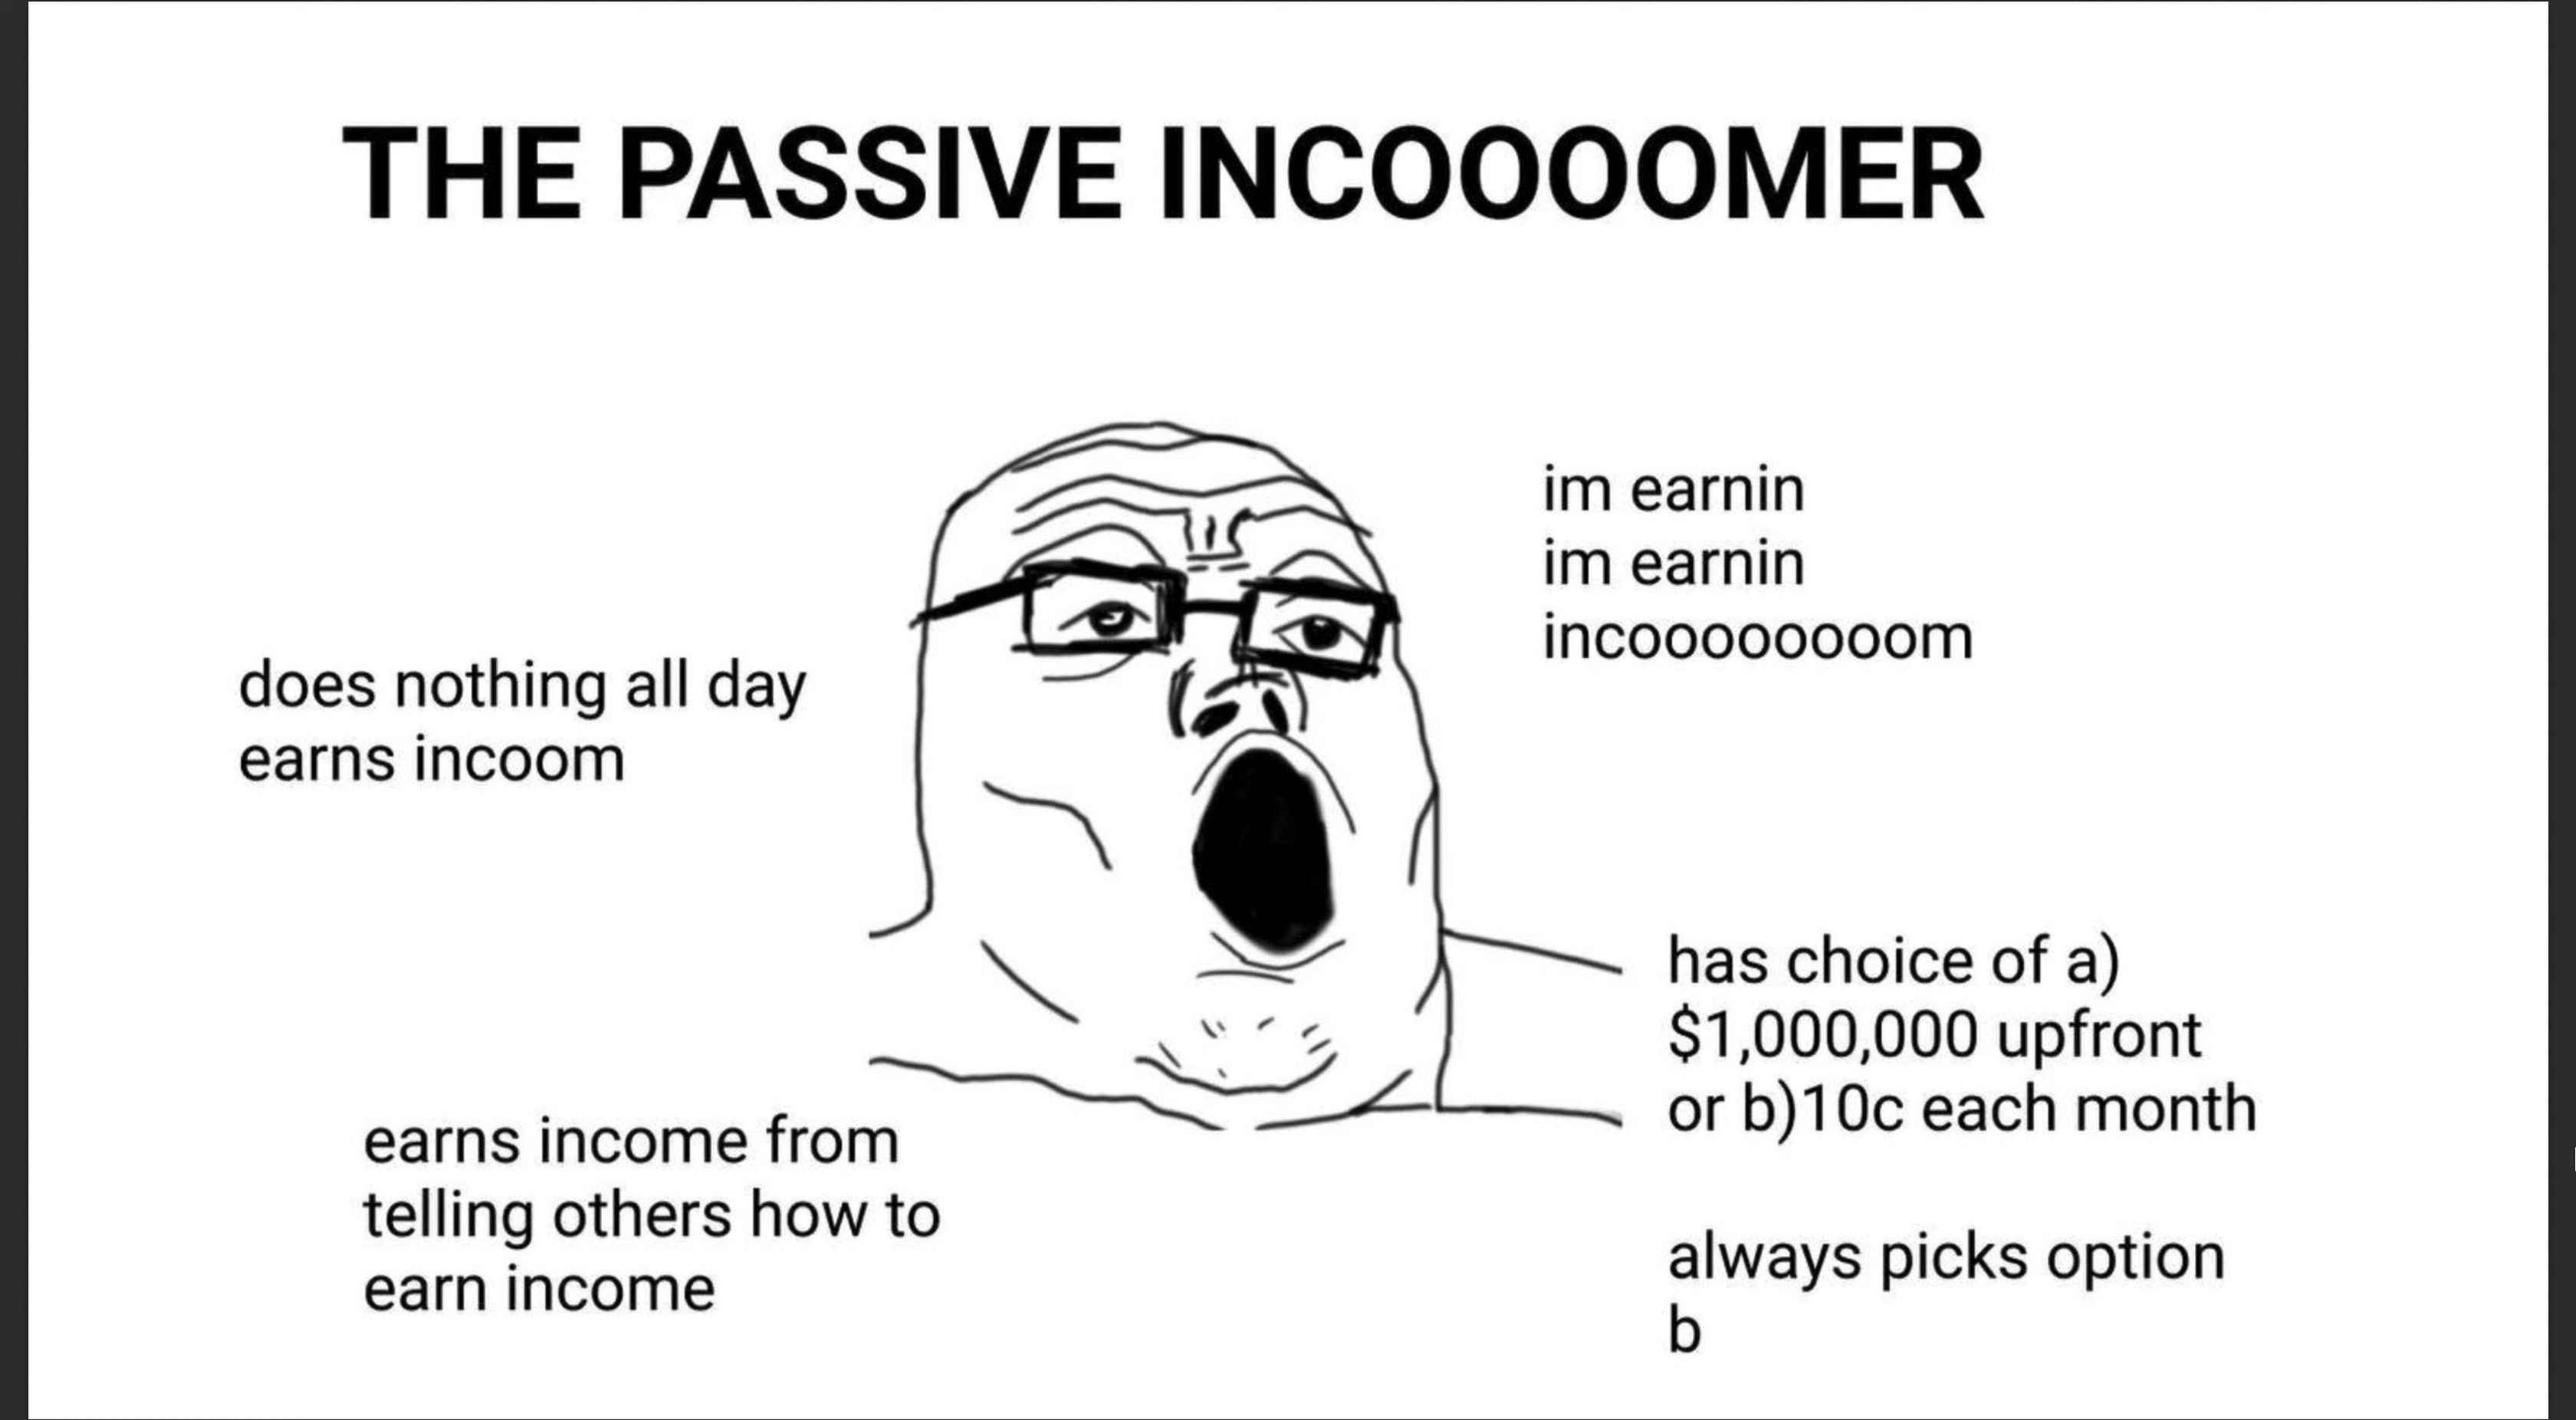 THE PASSIVE INCOOOOMER
im earnin
im earnin
incoooooooom
does nothing all day
earns incoom
has choice of a)
$1,000,000 upfront
or b)10c each month
always picks option
b
earns income from
telling others how to
earn income